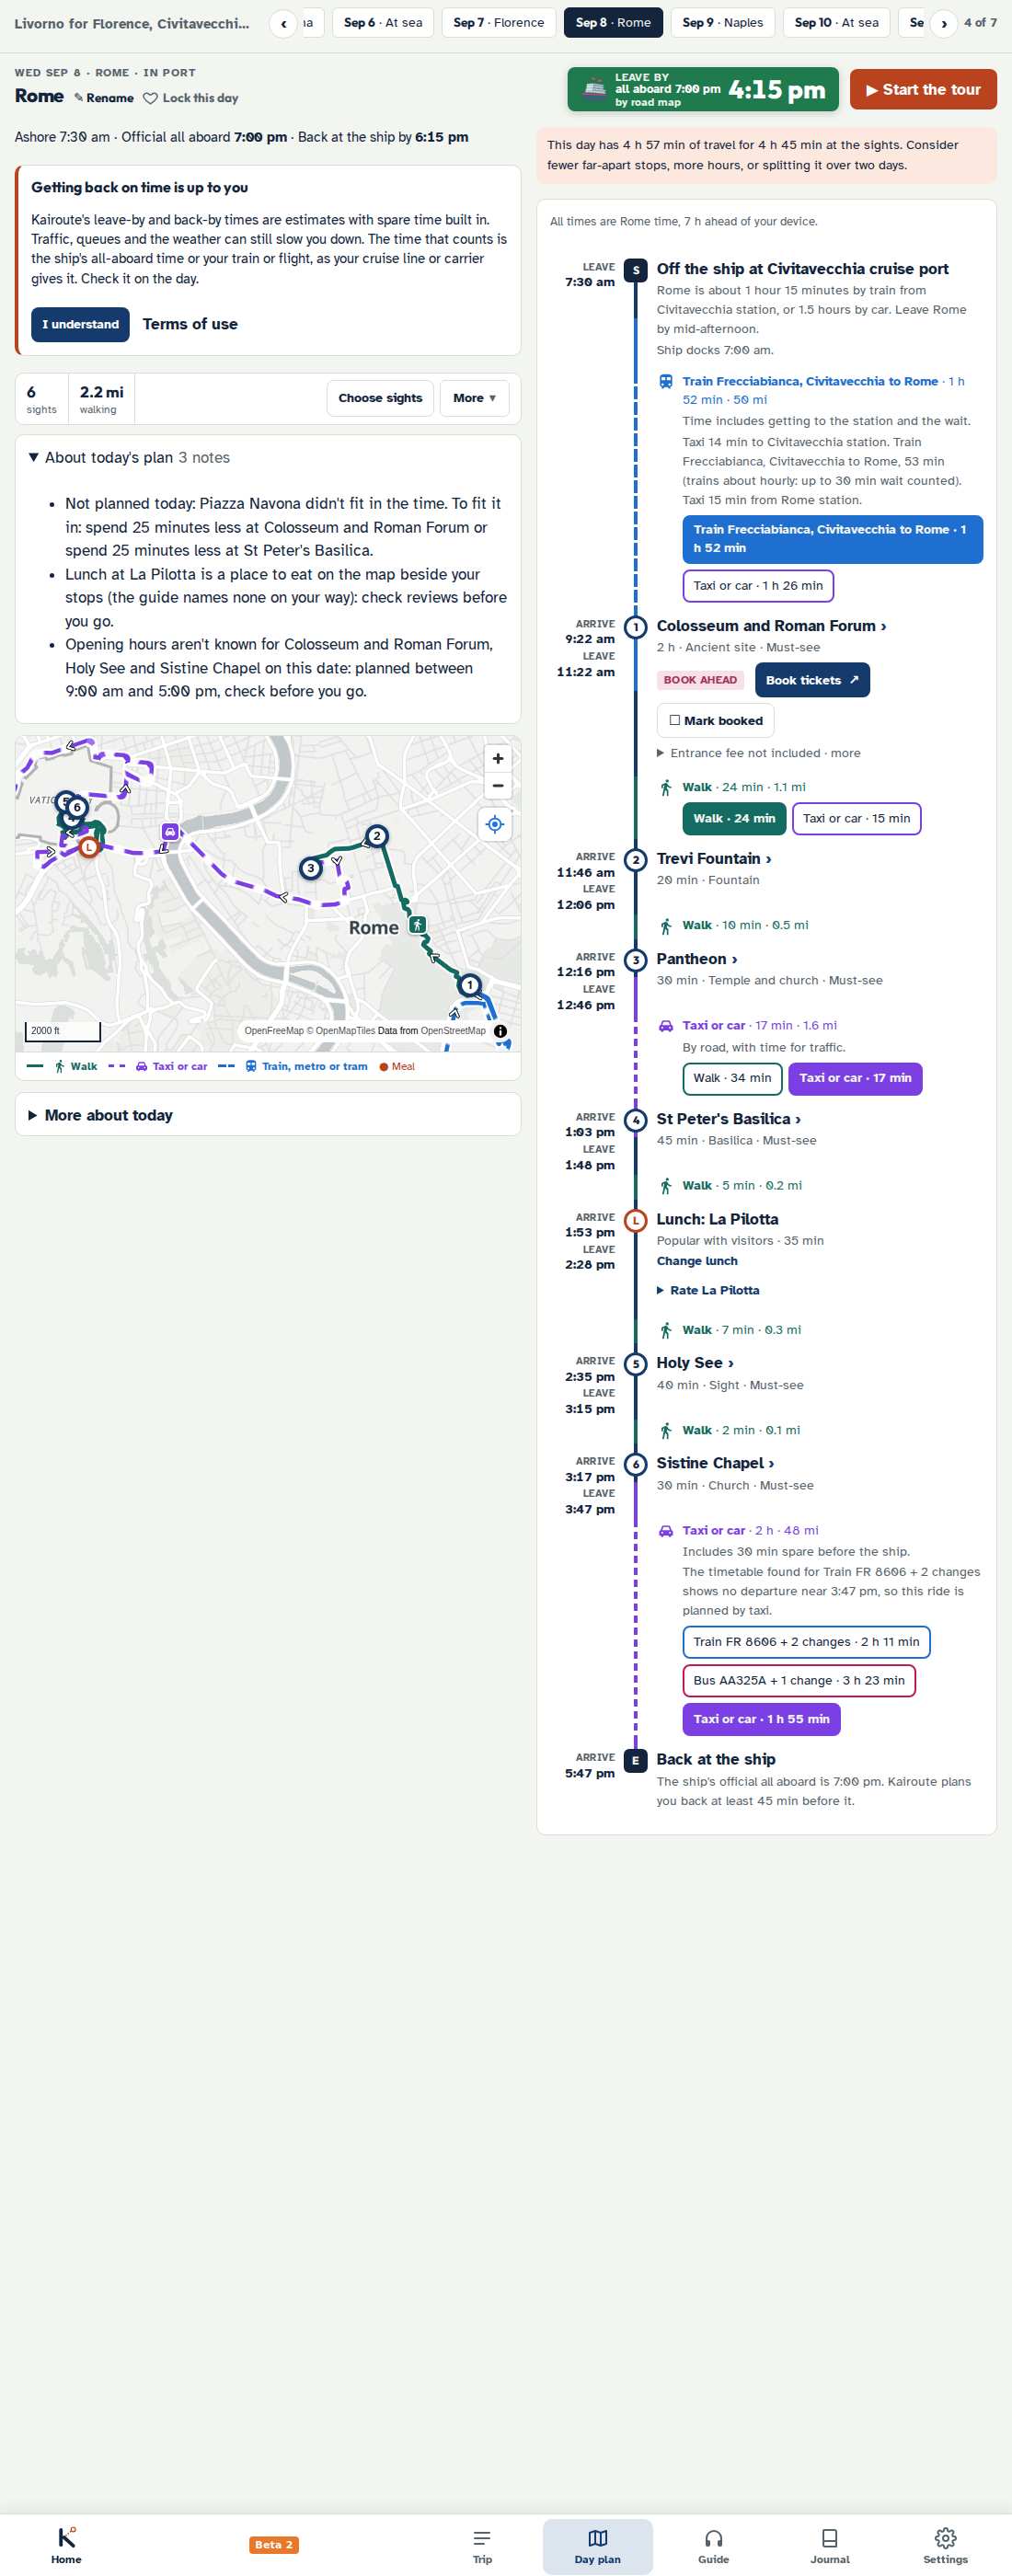 Livorno for Florence, Civitavecchi...
‹
na
Sep 6 · At sea
Sep 7 · Florence
Sep 8 · Rome
Sep 9 · Naples
Sep 10 · At sea
Se
›
4 of 7
WED SEP 8 · ROME · IN PORT
Rome ✎ Rename ♡ Lock this day
LEAVE BY
all aboard 7:00 pm
by road map
4:15 pm
▶ Start the tour
Ashore 7:30 am · Official all aboard 7:00 pm · Back at the ship by 6:15 pm
Getting back on time is up to you
Kairoute's leave-by and back-by times are estimates with spare time built in.
Traffic, queues and the weather can still slow you down. The time that counts is
the ship's all-aboard time or your train or flight, as your cruise line or carrier
gives it. Check it on the day.
I understand
Terms of use
6
sights
2.2 mi
walking
Choose sights
More ▼
▼ About today's plan 3 notes
• Not planned today: Piazza Navona didn't fit in the time. To fit it
in: spend 25 minutes less at Colosseum and Roman Forum or
spend 25 minutes less at St Peter's Basilica.
• Lunch at La Pilotta is a place to eat on the map beside your
stops (the guide names none on your way): check reviews before
you go.
• Opening hours aren't known for Colosseum and Roman Forum,
Holy See and Sistine Chapel on this date: planned between
9:00 am and 5:00 pm, check before you go.
+
−
5
6
L
2
3
Rome
1
2000 ft
OpenFreeMap © OpenMapTiles Data from OpenStreetMap
Walk
Taxi or car
Train, metro or tram
Meal
▶ More about today
This day has 4 h 57 min of travel for 4 h 45 min at the sights. Consider
fewer far-apart stops, more hours, or splitting it over two days.
All times are Rome time, 7 h ahead of your device.
LEAVE
7:30 am
S
Off the ship at Civitavecchia cruise port
Rome is about 1 hour 15 minutes by train from
Civitavecchia station, or 1.5 hours by car. Leave Rome
by mid-afternoon.
Ship docks 7:00 am.
Train Frecciabianca, Civitavecchia to Rome · 1 h
52 min · 50 mi
Time includes getting to the station and the wait.
Taxi 14 min to Civitavecchia station. Train
Frecciabianca, Civitavecchia to Rome, 53 min
(trains about hourly: up to 30 min wait counted).
Taxi 15 min from Rome station.
Train Frecciabianca, Civitavecchia to Rome · 1
h 52 min
Taxi or car · 1 h 26 min
ARRIVE
9:22 am
LEAVE
11:22 am
1
Colosseum and Roman Forum ›
2 h · Ancient site · Must-see
BOOK AHEAD
Book tickets ↗
☐ Mark booked
▶ Entrance fee not included · more
Walk · 24 min · 1.1 mi
Walk · 24 min
Taxi or car · 15 min
ARRIVE
11:46 am
LEAVE
12:06 pm
2
Trevi Fountain ›
20 min · Fountain
Walk · 10 min · 0.5 mi
ARRIVE
12:16 pm
LEAVE
12:46 pm
3
Pantheon ›
30 min · Temple and church · Must-see
Taxi or car · 17 min · 1.6 mi
By road, with time for traffic.
Walk · 34 min
Taxi or car · 17 min
ARRIVE
1:03 pm
LEAVE
1:48 pm
4
St Peter's Basilica ›
45 min · Basilica · Must-see
Walk · 5 min · 0.2 mi
ARRIVE
1:53 pm
LEAVE
2:28 pm
L
Lunch: La Pilotta
Popular with visitors · 35 min
Change lunch
▶ Rate La Pilotta
Walk · 7 min · 0.3 mi
ARRIVE
2:35 pm
LEAVE
3:15 pm
5
Holy See ›
40 min · Sight · Must-see
Walk · 2 min · 0.1 mi
ARRIVE
3:17 pm
LEAVE
3:47 pm
6
Sistine Chapel ›
30 min · Church · Must-see
Taxi or car · 2 h · 48 mi
Includes 30 min spare before the ship.
The timetable found for Train FR 8606 + 2 changes
shows no departure near 3:47 pm, so this ride is
planned by taxi.
Train FR 8606 + 2 changes · 2 h 11 min
Bus AA325A + 1 change · 3 h 23 min
Taxi or car · 1 h 55 min
ARRIVE
5:47 pm
E
Back at the ship
The ship's official all aboard is 7:00 pm. Kairoute plans
you back at least 45 min before it.
Home
Beta 2
Trip
Day plan
Guide
Journal
Settings